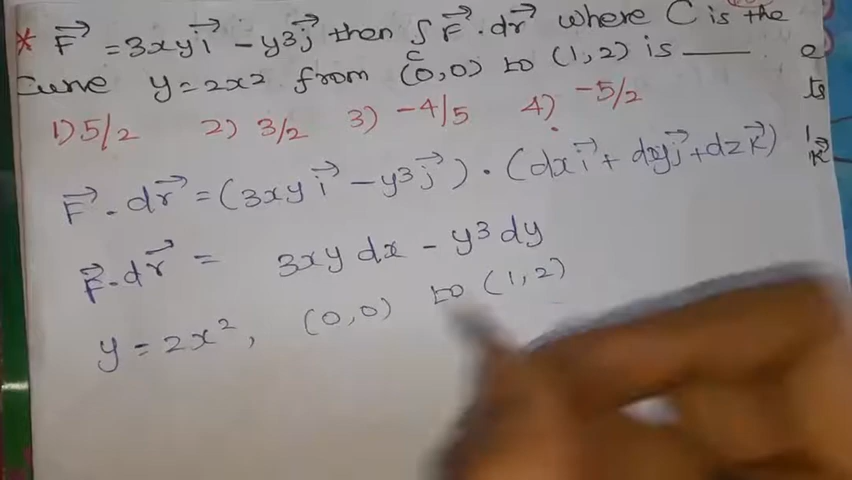 * F⃗ = 3xy i⃗ - y³ j⃗ then ∫ F⃗ . dr⃗ where C is the
curve y = 2x² from (0,0) to (1,2) is ____
1) 5/2 2) 3/2 3) -4/5 4) -5/2
F⃗ . dr⃗ = (3xy i⃗ - y³ j⃗) . (dx i⃗ + dy j⃗ + dz k⃗)
F⃗ . dr⃗ = 3xy dx - y³ dy
y = 2x², (0,0) to (1,2)